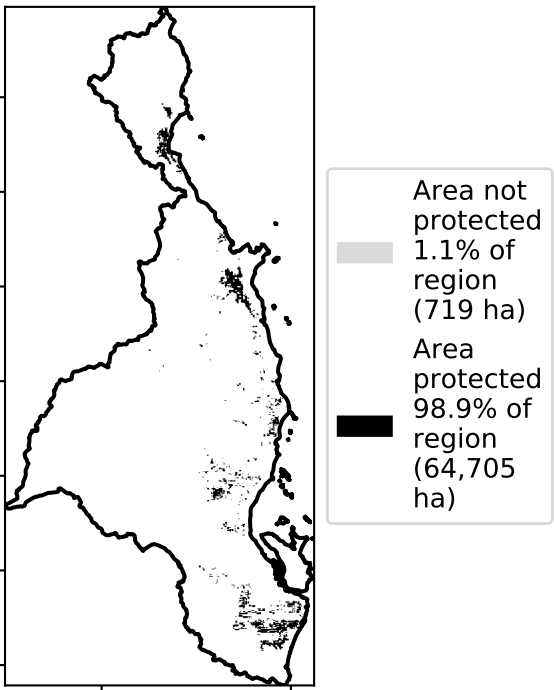 Area not
protected
1.1% of
region
(719 ha)
Area
protected
98.9% of
region
(64,705
ha)